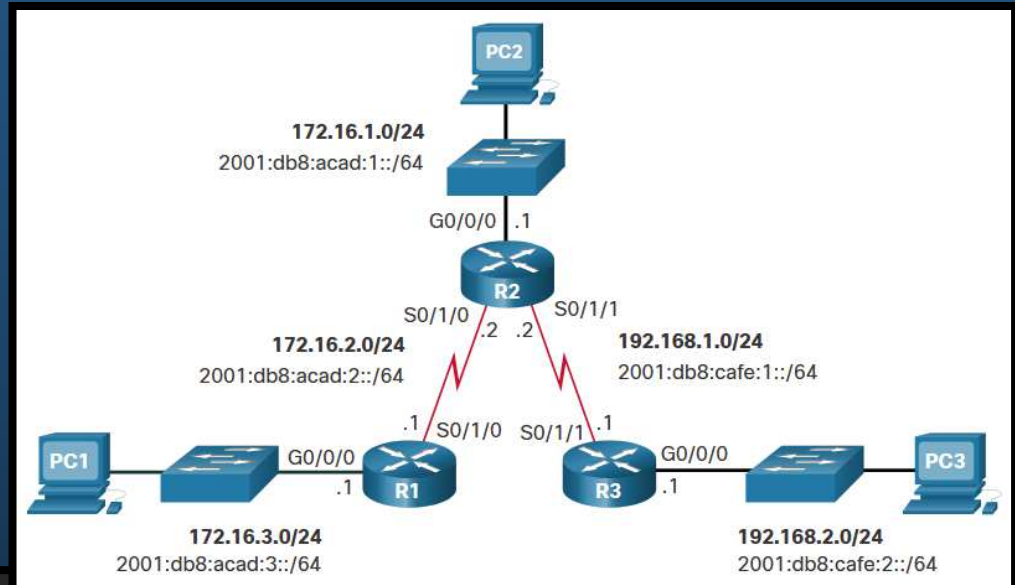 PC2
172.16.1.0/24
2001:db8:acad:1::/64
G0/0/0 .1
R2
S0/1/0 .2 .2 S0/1/1
172.16.2.0/24
2001:db8:acad:2::/64
192.168.1.0/24
2001:db8:cafe:1::/64
.1 S0/1/0
S0/1/1 .1
PC1
G0/0/0 .1
R1
R3
G0/0/0 .1
PC3
172.16.3.0/24
2001:db8:acad:3::/64
192.168.2.0/24
2001:db8:cafe:2::/64